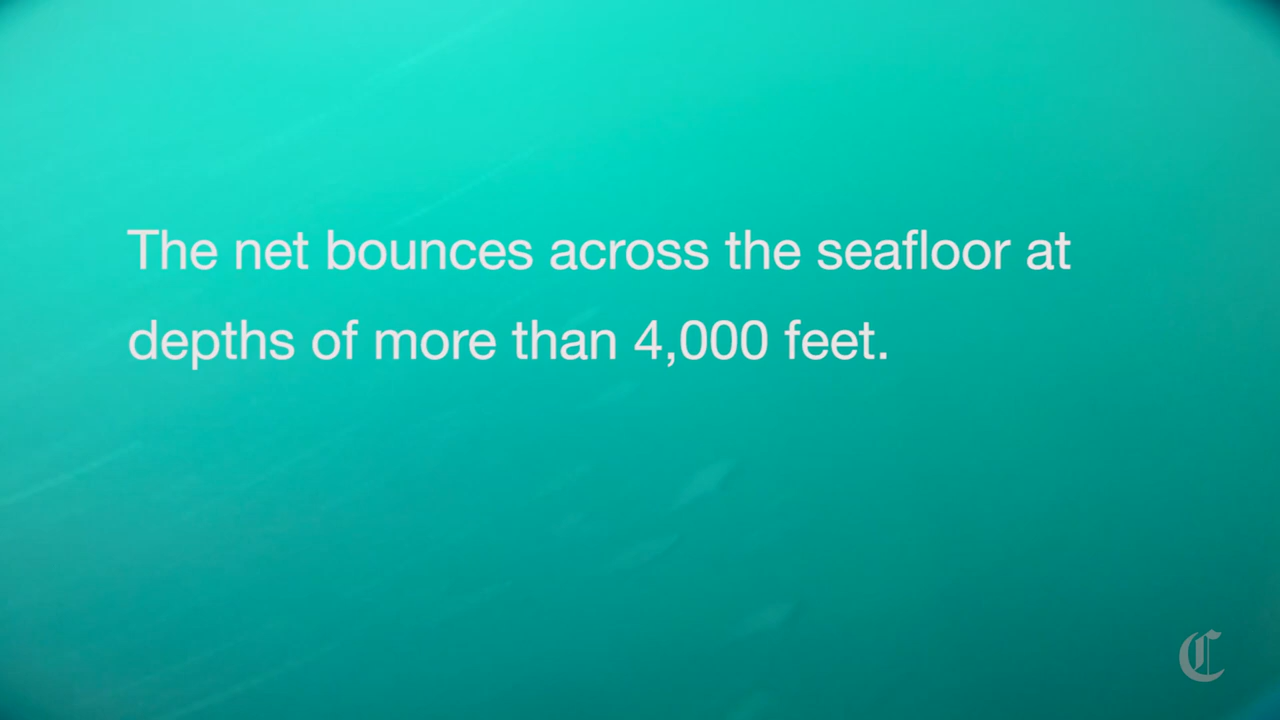 The net bounces across the seafloor at
depths of more than 4,000 feet.
C